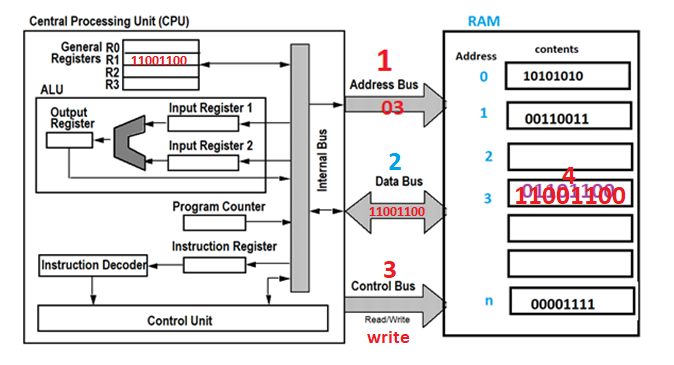 Central Processing Unit (CPU)
General
Registers
R0
R1 11001100
R2
R3
ALU
Output
Register
Input Register 1
Input Register 2
Internal Bus
Program Counter
Instruction Register
Instruction Decoder
Control Unit
1
Address Bus
03
2
Data Bus
11001100
3
Control Bus
Read/Write
write
RAM
Address
contents
0 10101010
1 00110011
2
4
3 01101100
11001100
n 00001111